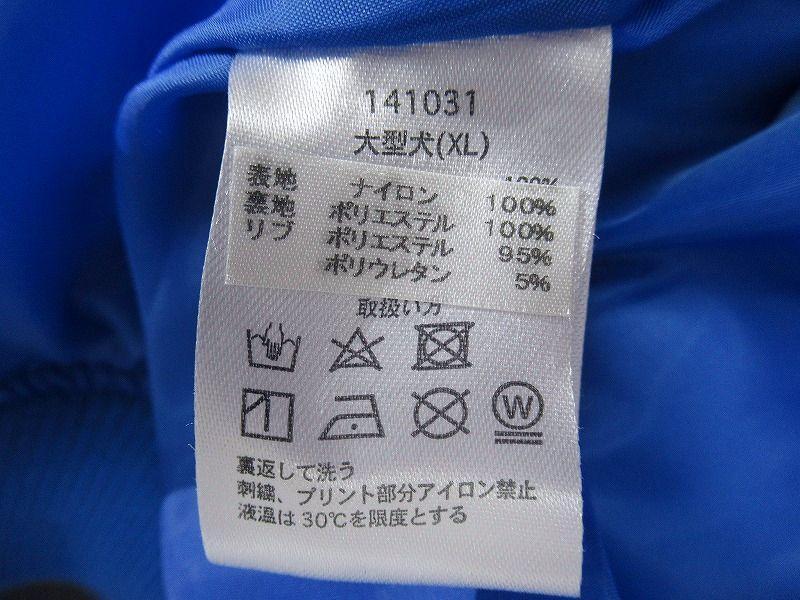 141031
大型犬(XL)
100%
表地 ナイロン 100%
裏地 ポリエステル 100%
リブ ポリエステル 95%
ポリウレタン 5%
取扱い方
W
裏返して洗う
刺繍、プリント部分アイロン禁止
液温は30℃を限度とする